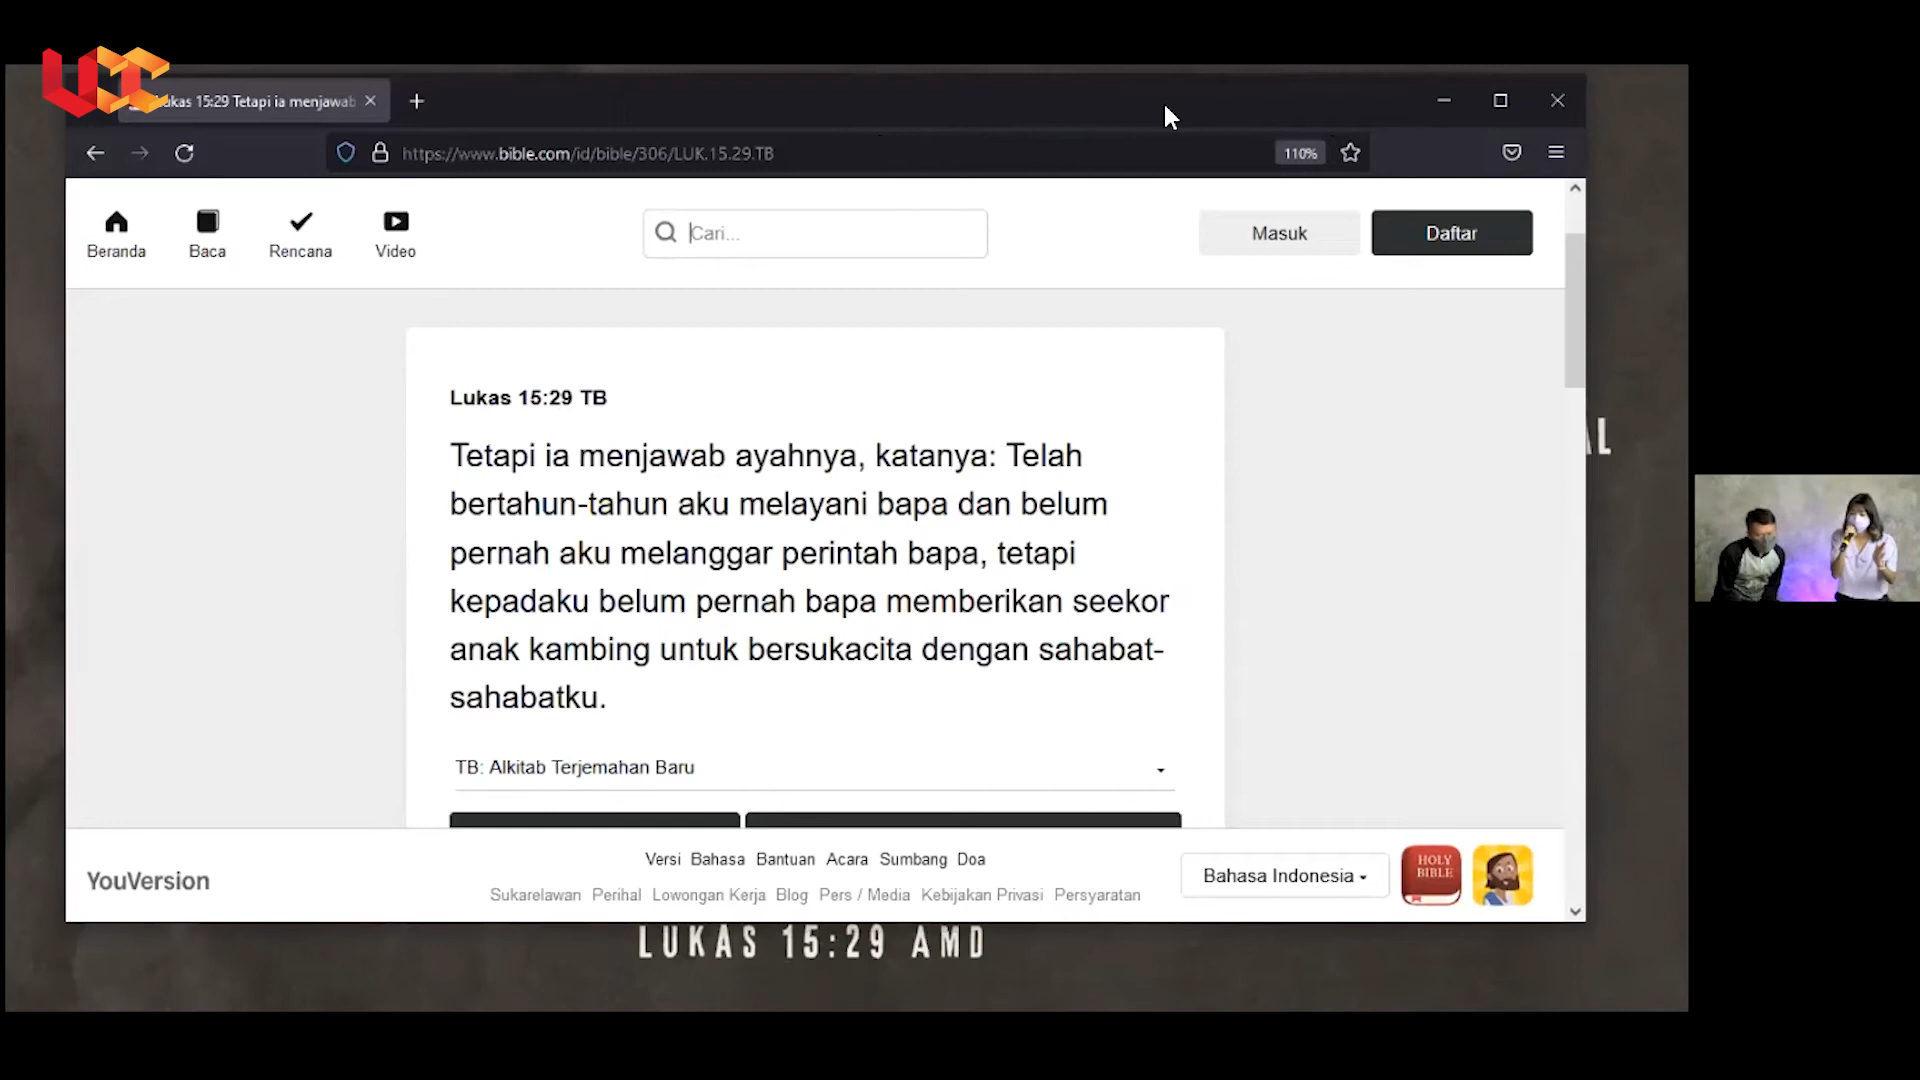 UCC
kas 15:29 Tetapi ia menjawab
https://www.bible.com/id/bible/306/LUK.15.29.TB
110%
Beranda Baca Rencana Video
Cari...
Masuk
Daftar
Lukas 15:29 TB
Tetapi ia menjawab ayahnya, katanya: Telah
bertahun-tahun aku melayani bapa dan belum
pernah aku melanggar perintah bapa, tetapi
kepadaku belum pernah bapa memberikan seekor
anak kambing untuk bersukacita dengan sahabat-
sahabatku.
TB: Alkitab Terjemahan Baru
YouVersion
Versi Bahasa Bantuan Acara Sumbang Doa
Sukarelawan Perihal Lowongan Kerja Blog Pers / Media Kebijakan Privasi Persyaratan
Bahasa Indonesia
HOLY
BIBLE
LUKAS 15:29 AMD